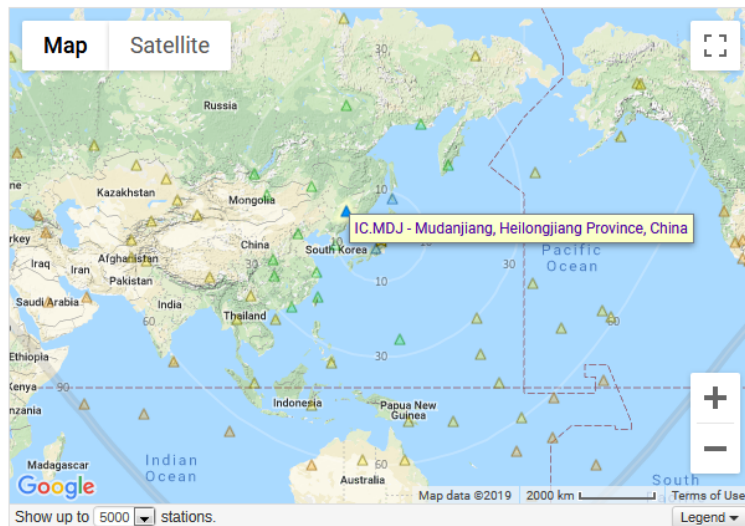 Map Satellite
30
Russia
10
Kazakhstan
Mongolia
IC.MDJ - Mudanjiang, Heilongjiang Province, China
China
South Korea
10
Pacific
Ocean
30
rkey
Iraq
Iran
Afghanistan
Pakistan
10
Saudi Arabia
India
Thailand
60
60
30
Ethiopia
Kenya
90
nzania
Indonesia
Papua New
Guinea
Madagascar
Indian
Ocean
60
Australia
South
Google
Map data ©2019 2000 km Terms of Use
Show up to 5000 stations.
Legend